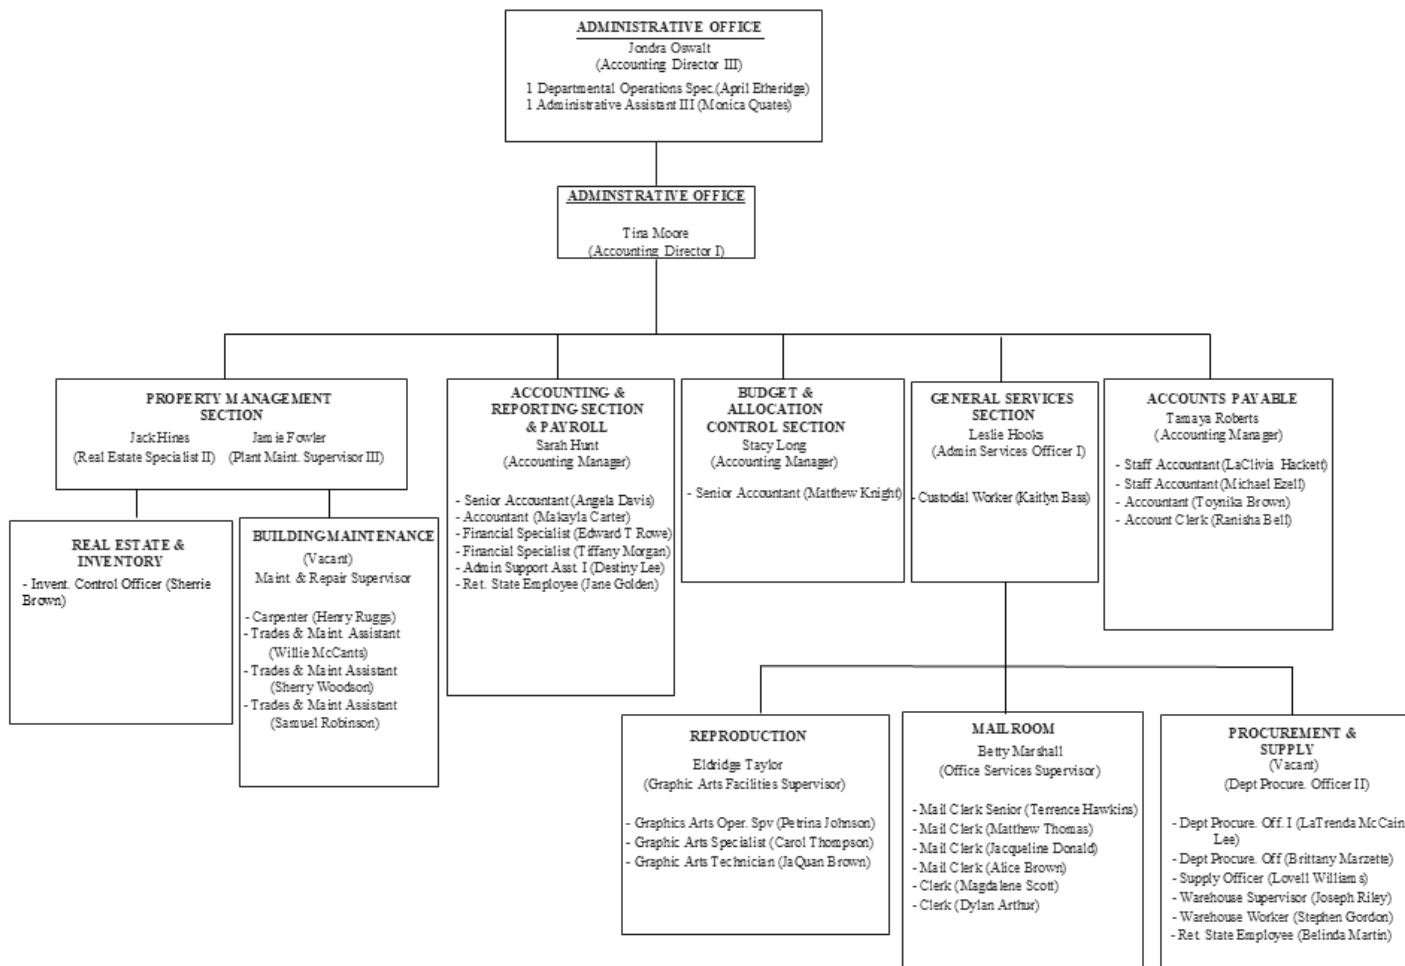 ADMINISTRATIVE OFFICE
Jondra Oswalt
(Accounting Director III)
1 Departmental Operations Spec.(April Etheridge)
1 Administrative Assistant III (Monica Quates)
ADMINSTRATIVE OFFICE
Tina Moore
(Accounting Director I)
PROPERTY MANAGEMENT
SECTION
Jack Hines Jamie Fowler
(Real Estate Specialist II) (Plant Maint. Supervisor III)
REAL ESTATE &
INVENTORY
- Invent. Control Officer (Sherrie
Brown)
BUILDING MAINTENANCE
(Vacant)
Maint. & Repair Supervisor
- Carpenter (Henry Ruggs)
- Trades & Maint. Assistant
(Willie McCants)
- Trades & Maint Assistant
(Sherry Woodson)
- Trades & Maint Assistant
(Samuel Robinson)
ACCOUNTING &
REPORTING SECTION
& PAYROLL
Sarah Hunt
(Accounting Manager)
- Senior Accountant (Angela Davis)
- Accountant (Makayla Carter)
- Financial Specialist (Edward T Rowe)
- Financial Specialist (Tiffany Morgan)
- Admin Support Asst. I (Destiny Lee)
- Ret. State Employee (Jane Golden)
BUDGET &
ALLOCATION
CONTROL SECTION
Stacy Long
(Accounting Manager)
- Senior Accountant (Matthew Knight)
GENERAL SERVICES
SECTION
Leslie Hooks
(Admin Services Officer I)
- Custodial Worker (Kaitlyn Bass)
ACCOUNTS PAYABLE
Tamaya Roberts
(Accounting Manager)
- Staff Accountant (LaClivia Hackett)
- Staff Accountant (Michael Ezell)
- Accountant (Toynika Brown)
- Account Clerk (Ranisha Bell)
REPRODUCTION
Eldridge Taylor
(Graphic Arts Facilities Supervisor)
- Graphics Arts Oper. Spv (Petrina Johnson)
- Graphic Arts Specialist (Carol Thompson)
- Graphic Arts Technician (JaQuan Brown)
MAILROOM
Betty Marshall
(Office Services Supervisor)
- Mail Clerk Senior (Terrence Hawkins)
- Mail Clerk (Matthew Thomas)
- Mail Clerk (Jacqueline Donald)
- Mail Clerk (Alice Brown)
- Clerk (Magdalene Scott)
- Clerk (Dylan Arthur)
PROCUREMENT &
SUPPLY
(Vacant)
(Dept Procure. Officer II)
- Dept Procure. Off. I (LaTrenda McCain
Lee)
- Dept Procure. Off (Brittany Marzette)
- Supply Officer (Lovell Williams)
- Warehouse Supervisor (Joseph Riley)
- Warehouse Worker (Stephen Gordon)
- Ret. State Employee (Belinda Martin)